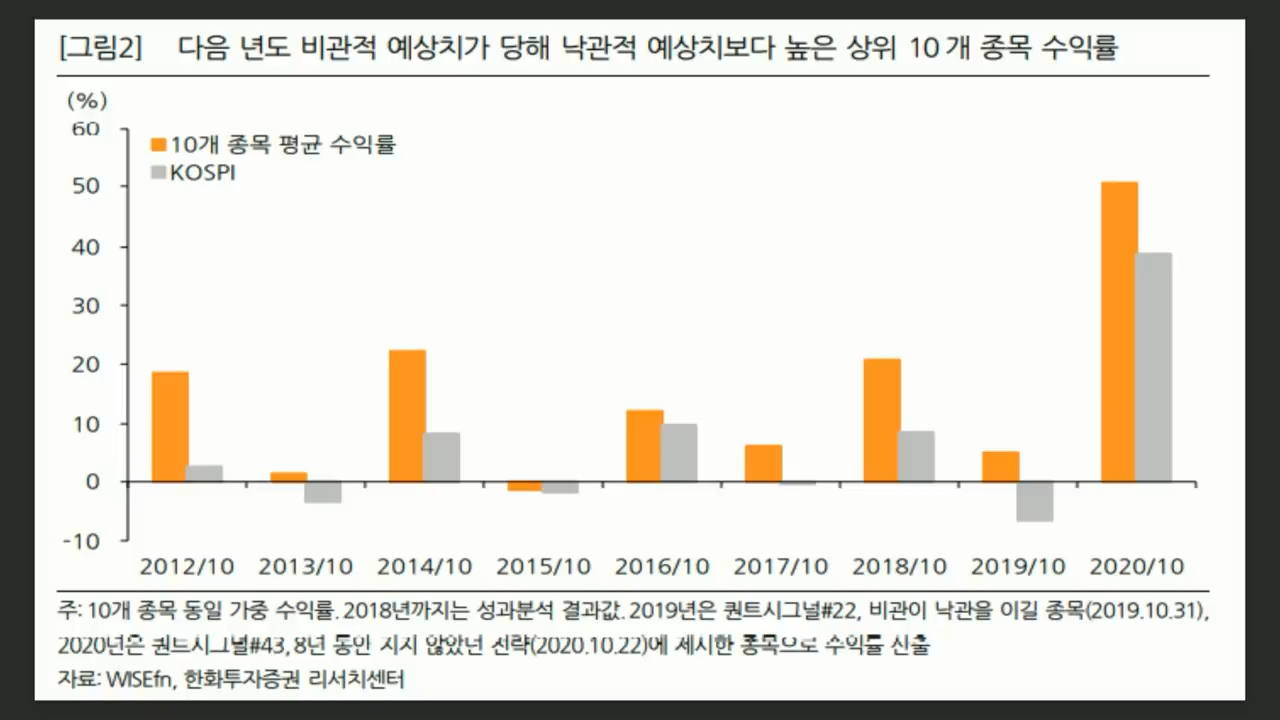 [그림2] 다음 년도 비관적 예상치가 당해 낙관적 예상치보다 높은 상위 10개 종목 수익률
(%)
60
10개 종목 평균 수익률
KOSPI
50
40
30
20
10
0
-10
2012/10 2013/10 2014/10 2015/10 2016/10 2017/10 2018/10 2019/10 2020/10
주: 10개 종목 동일 가중 수익률. 2018년까지는 성과분석 결과값. 2019년은 퀀트시그널#22, 비관이 낙관을 이길 종목(2019.10.31),
2020년은 퀀트시그널#43, 8년 동안 지지 않았던 전략(2020.10.22)에 제시한 종목으로 수익률 산출
자료: WISEfn, 한화투자증권 리서치센터